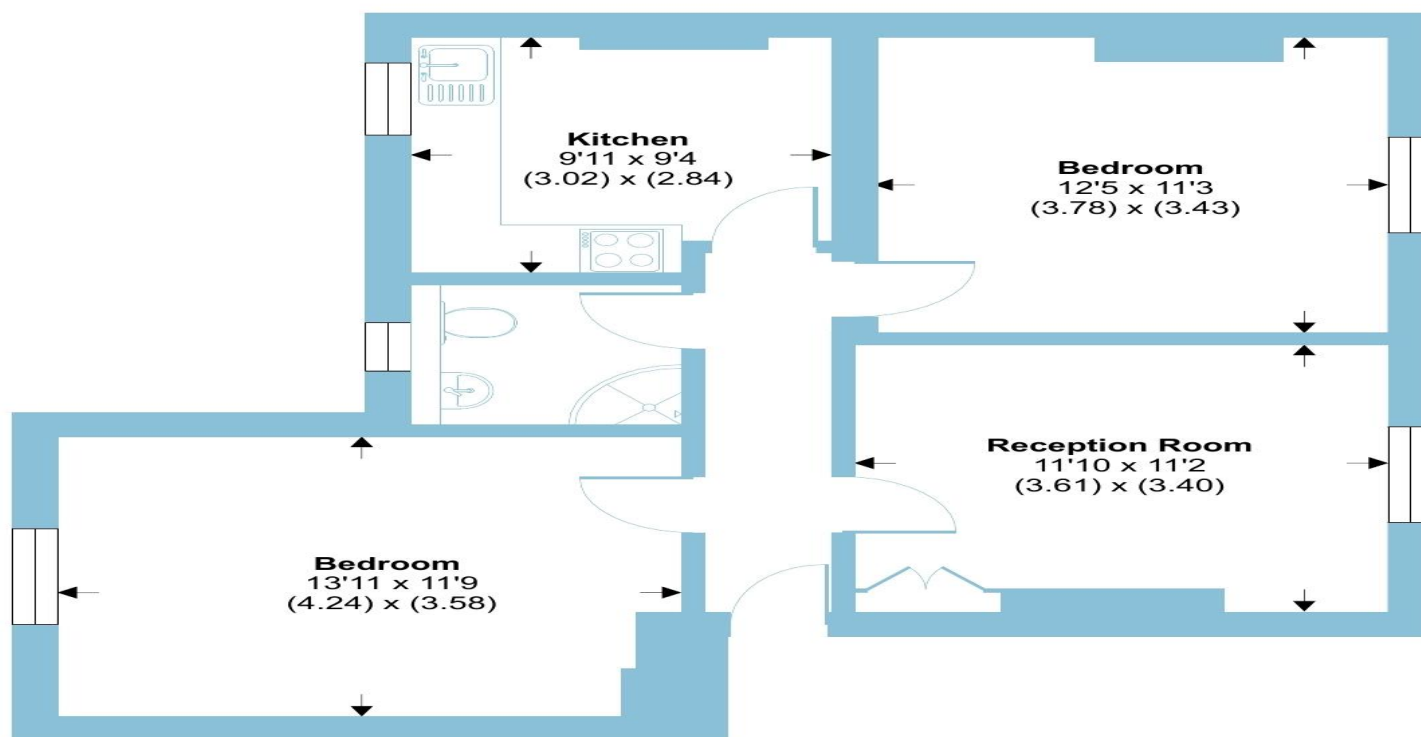 Kitchen
9'11 x 9'4
(3.02) x (2.84)
Bedroom
12'5 x 11'3
(3.78) x (3.43)
Reception Room
11'10 x 11'2
(3.61) x (3.40)
Bedroom
13'11 x 11'9
(4.24) x (3.58)